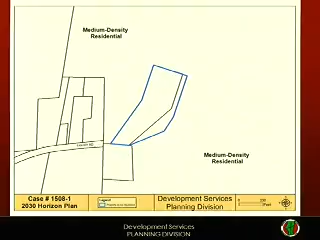 Medium-Density
Residential
Medium-Density
Residential
Case # 1508-1
2030 Horizon Plan
Legend
Development Services
Planning Division
Development Services
PLANNING DIVISION